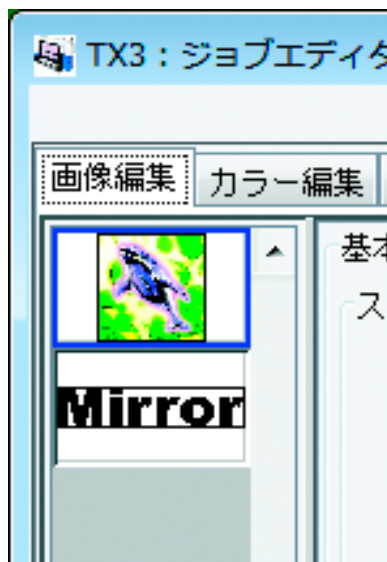 TX3：ジョブエディタ
画像編集
カラー編集
基本
ス
Mirror